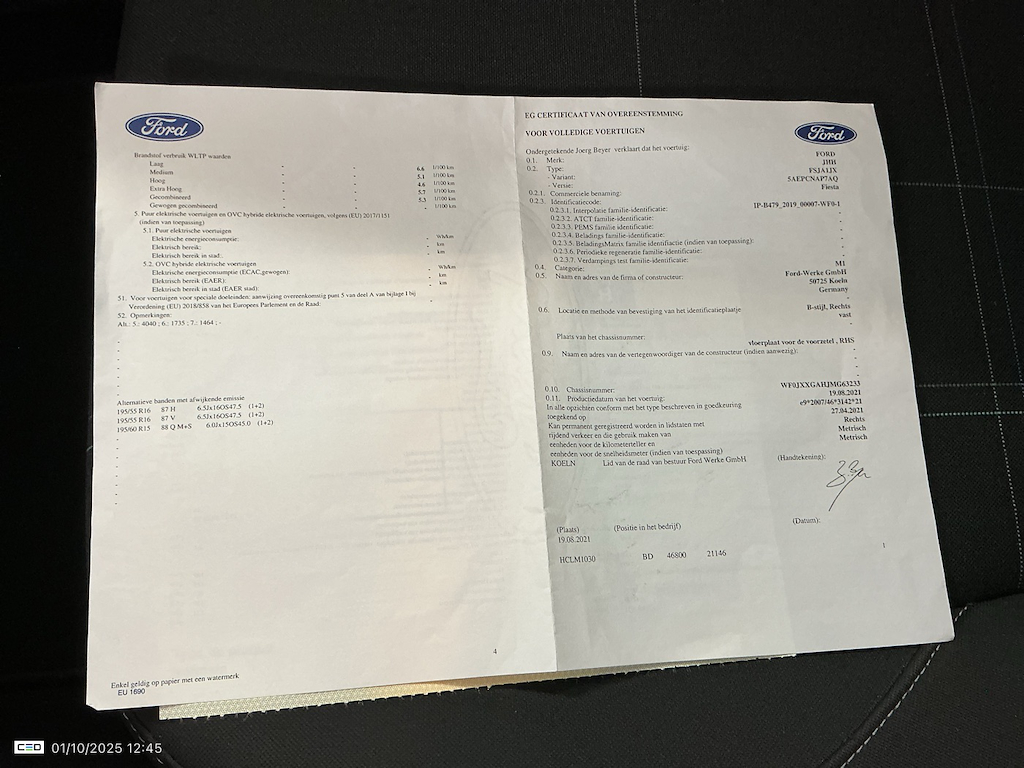 Ford
Brandstof verbruik WLTP waarden
Laag - - 6.6 l/100 km
Medium - - 5.1 l/100 km
Hoog - - 4.6 l/100 km
Extra Hoog - - 5.7 l/100 km
Gecombineerd - - 5.3 l/100 km
Gewogen gecombineerd - - - l/100 km
5. Puur elektrische voertuigen en OVC hybride elektrische voertuigen, volgens (EU) 2017/1151
(indien van toepassing)
5.1. Puur elektrische voertuigen
Elektrische energieconsumptie: - Wh/km
Elektrisch bereik: - km
Elektrisch bereik in stad: - km
5.2. OVC hybride elektrische voertuigen
Elektrische energieconsumptie (ECAC,gewogen): - Wh/km
Elektrisch bereik (EAER): - km
Elektrisch bereik in stad (EAER stad): - km
51. Voor voertuigen voor speciale doeleinden: aanwijzing overeenkomstig punt 5 van deel A van bijlage I bij
Verordening (EU) 2018/858 van het Europees Parlement en de Raad: -
52. Opmerkingen:
Alt.: 5.: 4040 ; 6.: 1735 ; 7.: 1464 ; -
Alternatieve banden met afwijkende emissie
195/55 R16 87 H 6.5Jx16OS47.5 (1+2)
195/55 R16 87 V 6.5Jx16OS47.5 (1+2)
195/60 R15 88 Q M+S 6.0Jx15OS45.0 (1+2)
4
Enkel geldig op papier met een watermerk
EU 1690
EG CERTIFICAAT VAN OVEREENSTEMMING
VOOR VOLLEDIGE VOERTUIGEN
Ford
Ondergetekende Joerg Beyer verklaart dat het voertuig:
0.1. Merk: FORD
0.2. Type: JHH
- Variant: FSJA1JX
- Versie: 5AEPCNAP7AQ
0.2.1. Commerciele benaming: Fiesta
0.2.3. Identificatiecode:
0.2.3.1. Interpolatie familie-identificatie: IP-B479_2019_00007-WF0-1
0.2.3.2. ATCT familie-identificatie: -
0.2.3.3. PEMS familie identificatie: -
0.2.3.4. Beladings familie-identificatie: -
0.2.3.5. BeladingsMatrix familie identifictie (indien van toepassing): -
0.2.3.6. Periodieke regeneratie familie-identificatie: -
0.2.3.7. Verdampings test familie-identificatie: -
0.4. Categorie: M1
0.5. Naam en adres van de firma of constructeur: Ford-Werke GmbH
50725 Koeln
Germany
0.6. Locatie en methode van bevestiging van het identificatieplaatje B-stijl, Rechts
vast
-
Plaats van het chassisnummer: vloerplaat voor de voorzetel , RHS
0.9. Naam en adres van de vertegenwoordiger van de constructeur (indien aanwezig): -
0.10. Chassisnummer: WF0JXXGAHJMG63233
0.11. Productiedatum van het voertuig: 19.08.2021
In alle opzichten conform met het type beschreven in goedkeuring e9*2007/46*3142*21
toegekend op 27.04.2021
Kan permanent geregistreerd worden in lidstaten met Rechts
rijdend verkeer en die gebruik maken van Metrisch
eenheden voor de kilometerteller en Metrisch
eenheden voor de snelheidsmeter (indien van toespassing)
KOELN Lid van de raad van bestuur Ford Werke GmbH (Handtekening):
(Plaats) (Positie in het bedrijf) (Datum):
19.08.2021
HCLM1030 BD 46800 21146
1
CEO 01/10/2025 12:45